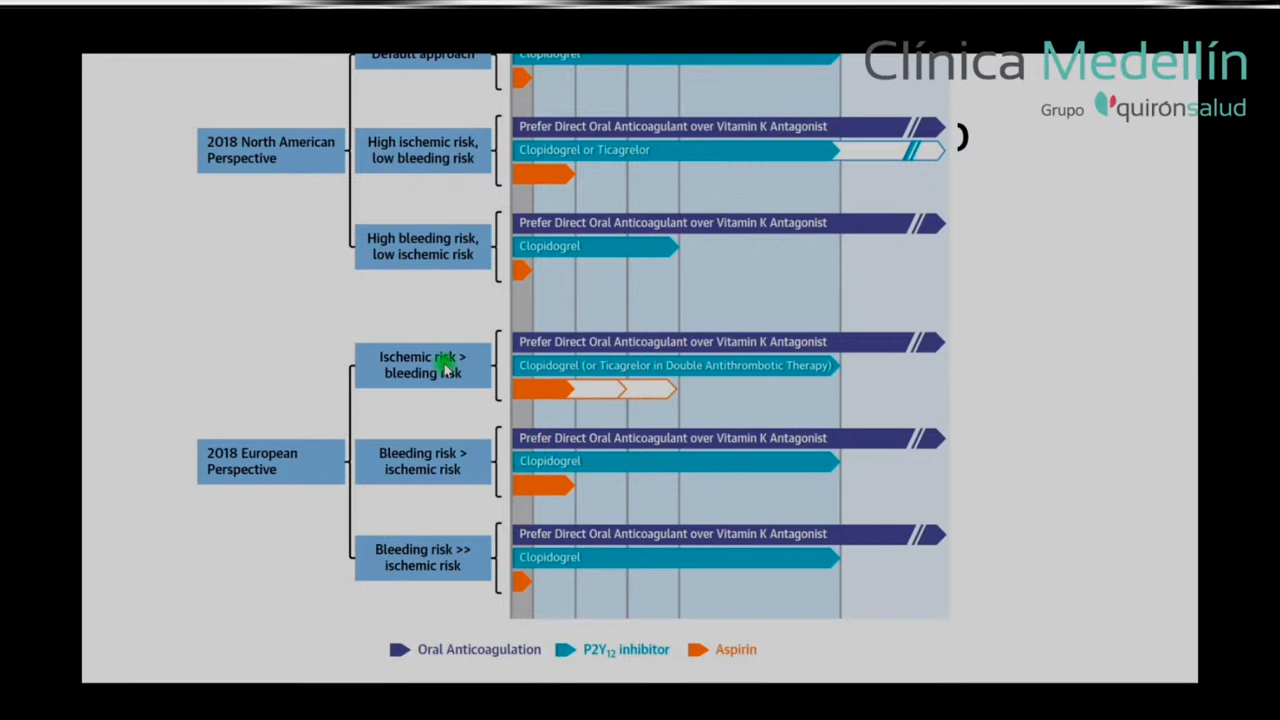 Clínica Medellín
Grupo quirónsalud
Default approach
Clopidogrel
2018 North American
Perspective
High ischemic risk,
low bleeding risk
Prefer Direct Oral Anticoagulant over Vitamin K Antagonist
Clopidogrel or Ticagrelor
High bleeding risk,
low ischemic risk
Prefer Direct Oral Anticoagulant over Vitamin K Antagonist
Clopidogrel
2018 European
Perspective
Ischemic risk >
bleeding risk
Prefer Direct Oral Anticoagulant over Vitamin K Antagonist
Clopidogrel (or Ticagrelor in Double Antithrombotic Therapy)
Bleeding risk >
ischemic risk
Prefer Direct Oral Anticoagulant over Vitamin K Antagonist
Clopidogrel
Bleeding risk >>
ischemic risk
Prefer Direct Oral Anticoagulant over Vitamin K Antagonist
Clopidogrel
Oral Anticoagulation
P2Y₁₂ inhibitor
Aspirin